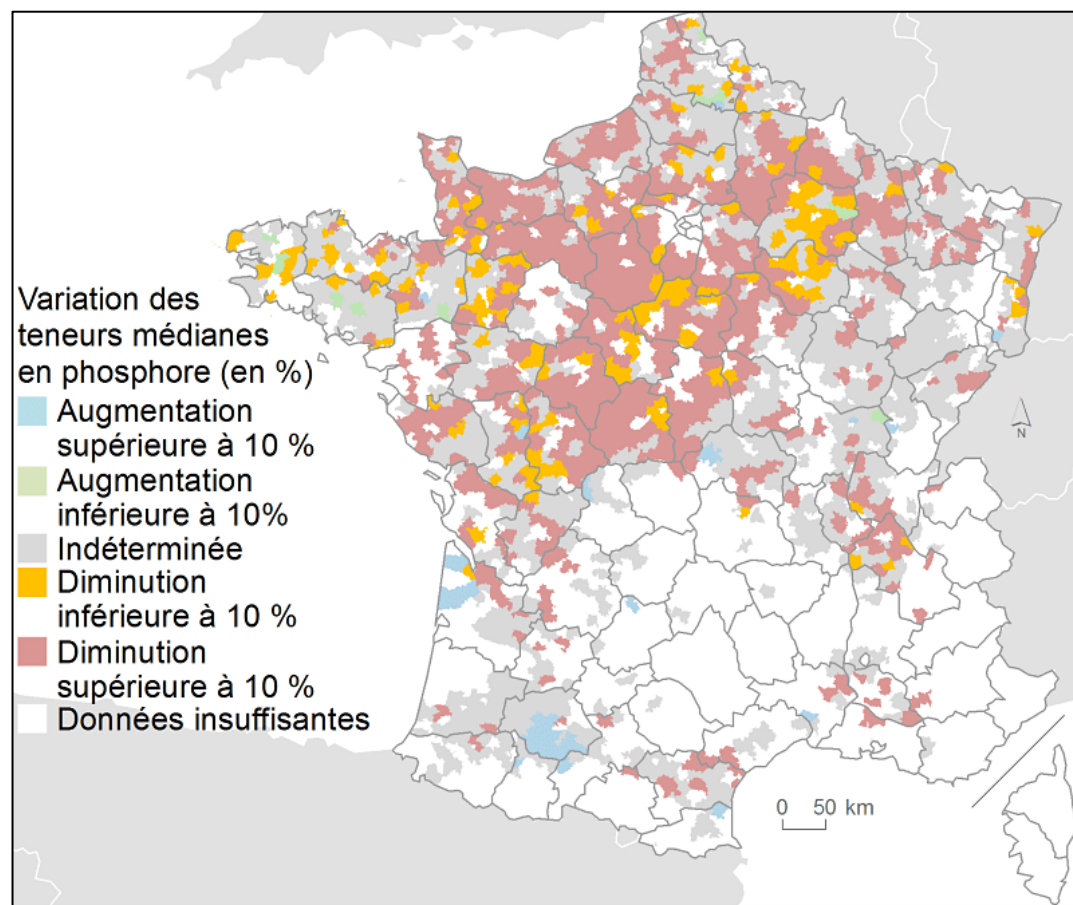 Variation des
teneurs médianes
en phosphore (en %)
Augmentation
supérieure à 10 %
Augmentation
inférieure à 10%
Indéterminée
Diminution
inférieure à 10 %
Diminution
supérieure à 10 %
Données insuffisantes
N
0 50 km